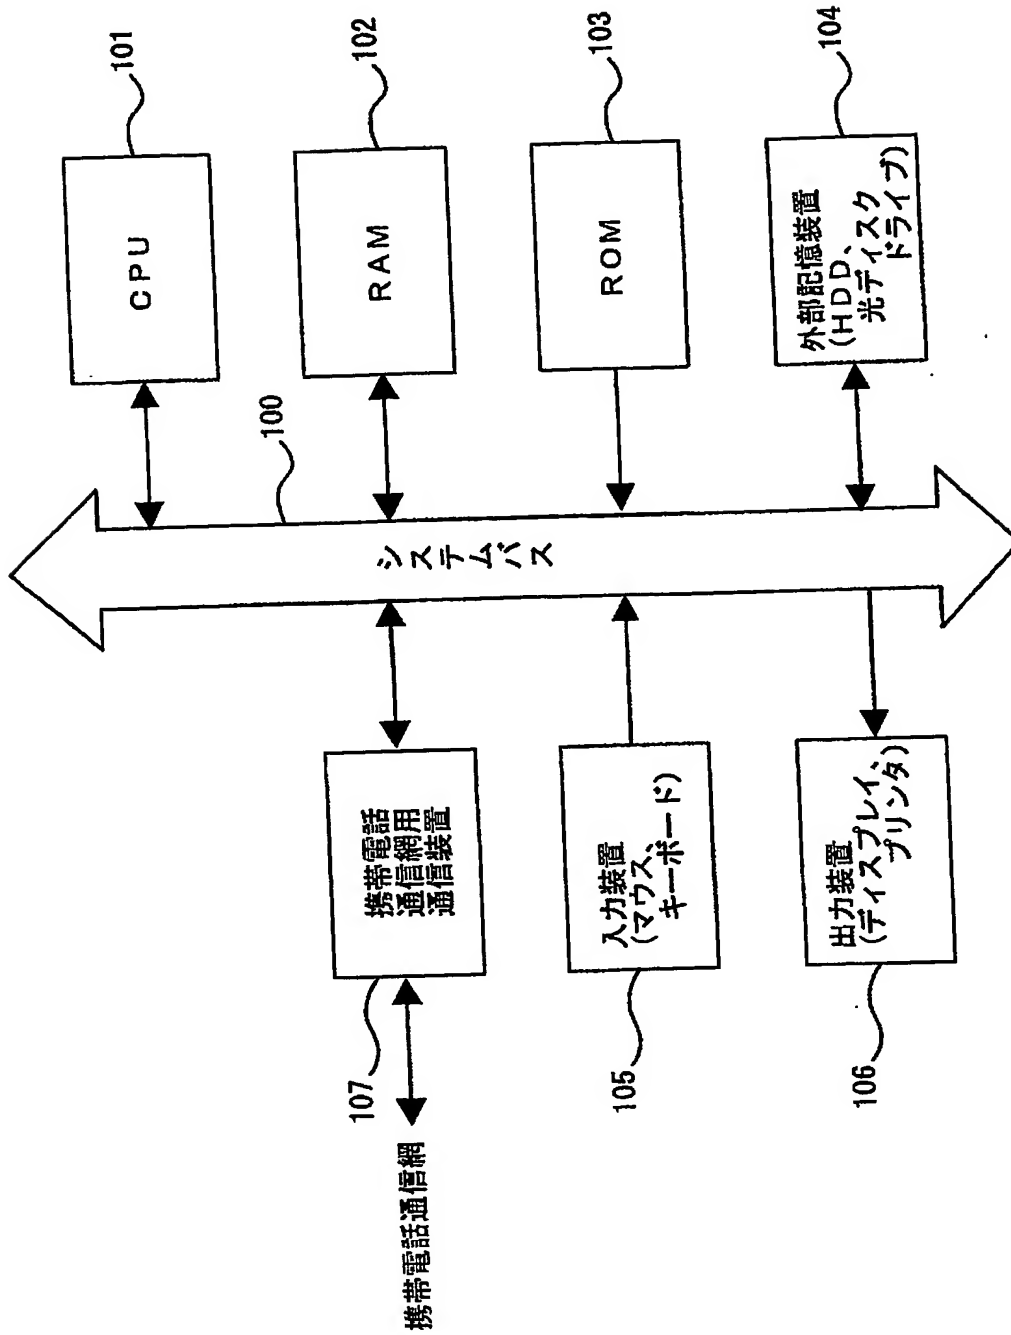 101
CPU
102
RAM
103
ROM
104
外部記憶装置
(HDD、
光ディスク
ドライブ)
100
システムバス
携帯電話
通信網用
通信装置
107
携帯電話通信網
入力装置
(マウス、
キーボード)
105
出力装置
(ディスプレイ、
プリンタ)
106